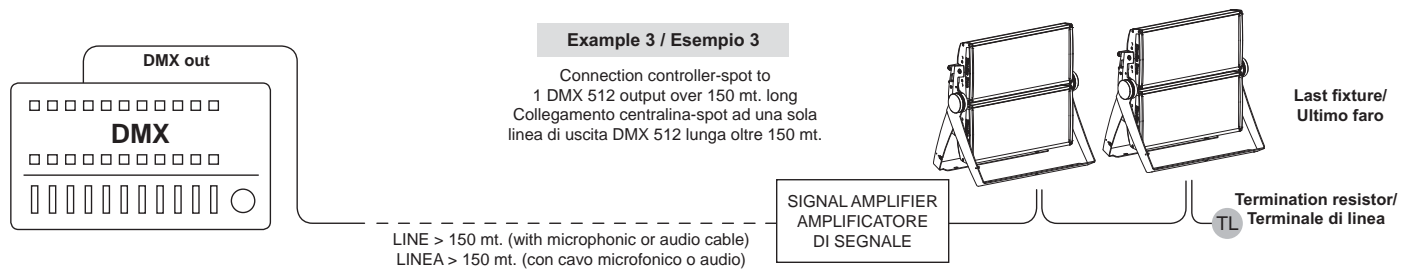 DMX out
DMX
Example 3 / Esempio 3
Connection controller-spot to
1 DMX 512 output over 150 mt. long
Collegamento centralina-spot ad una sola
linea di uscita DMX 512 lunga oltre 150 mt.
LINE > 150 mt. (with microphonic or audio cable)
LINEA > 150 mt. (con cavo microfonico o audio)
SIGNAL AMPLIFIER
AMPLIFICATORE
DI SEGNALE
Last fixture/
Ultimo faro
Termination resistor/
Terminale di linea
TL